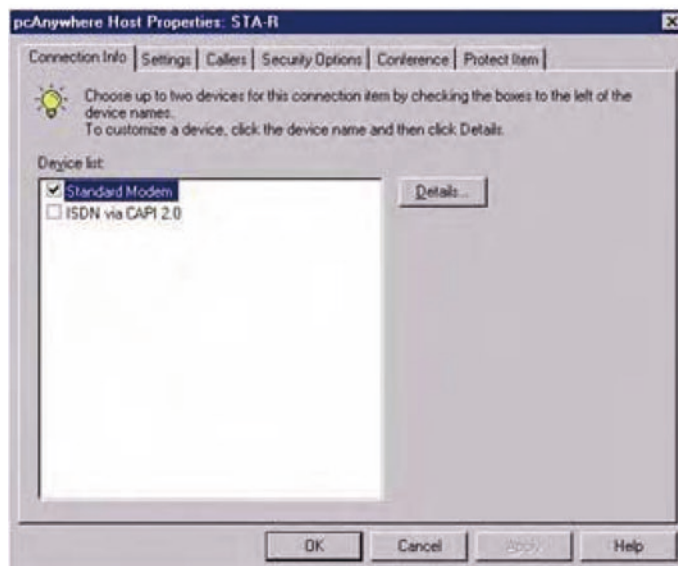 pcAnywhere Host Properties: STA-R
Connection Info Settings Callers Security Options Conference Protect Item
Choose up to two devices for this connection item by checking the boxes to the left of the
device names.
To customize a device, click the device name and then click Details.
Device list:
Standard Modem
Details...
ISDN via CAPI 2.0
OK Cancel Apply Help